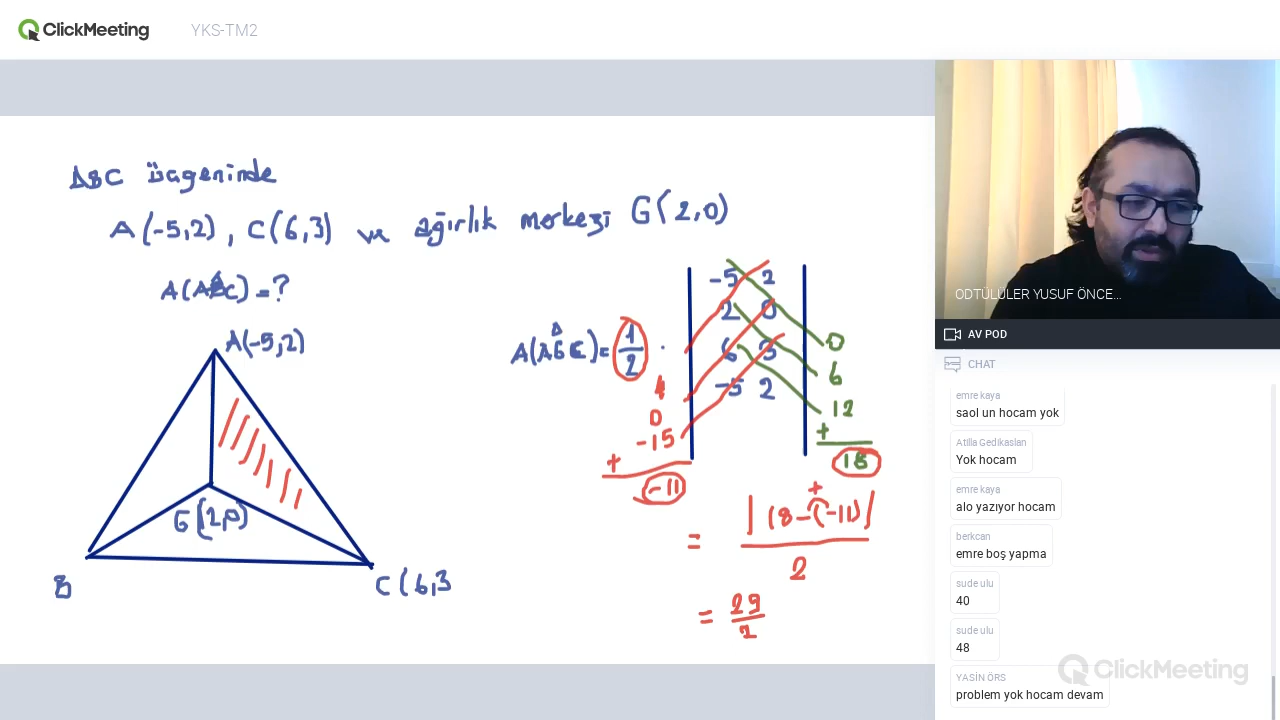 ClickMeeting YKS-TM2
ABC üçgeninde
A(-5,2), C(6,3) ve ağırlık merkezi G(2,0)
A(ABC)=?
A(-5,2)
G(2,0)
B
C(6,3
A(ABC)= 1/2 ·
-5 2
2 0
6 3
-5 2
4
0
-15
+
-11
0
6
12
+
18
= |18-(-11)| / 2
+
= 29/2
ODTÜLÜLER YUSUF ÖNCE...
AV POD
CHAT
emre kaya
saol un hocam yok
Atilla Gedikaslan
Yok hocam
emre kaya
alo yazıyor hocam
berkcan
emre boş yapma
sude ulu
40
sude ulu
48
YASİN ÖRS
problem yok hocam devam
ClickMeeting